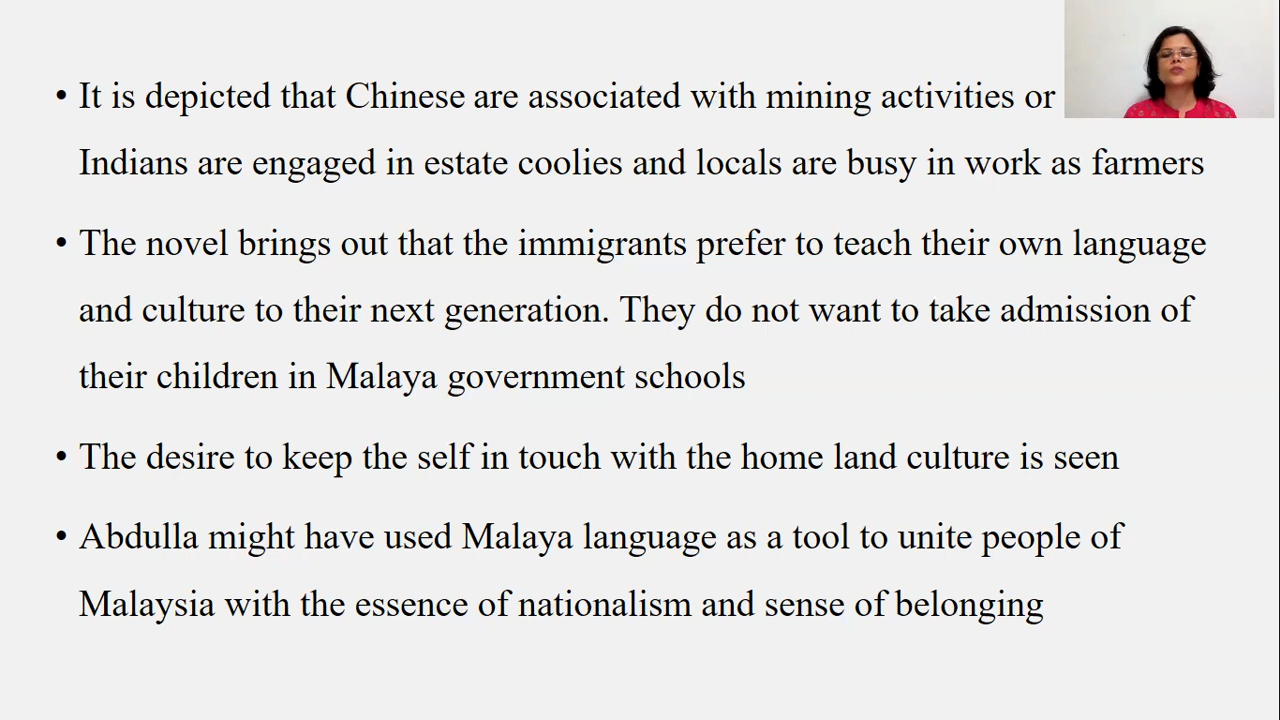 • It is depicted that Chinese are associated with mining activities or
Indians are engaged in estate coolies and locals are busy in work as farmers
• The novel brings out that the immigrants prefer to teach their own language
and culture to their next generation. They do not want to take admission of
their children in Malaya government schools
• The desire to keep the self in touch with the home land culture is seen
• Abdulla might have used Malaya language as a tool to unite people of
Malaysia with the essence of nationalism and sense of belonging